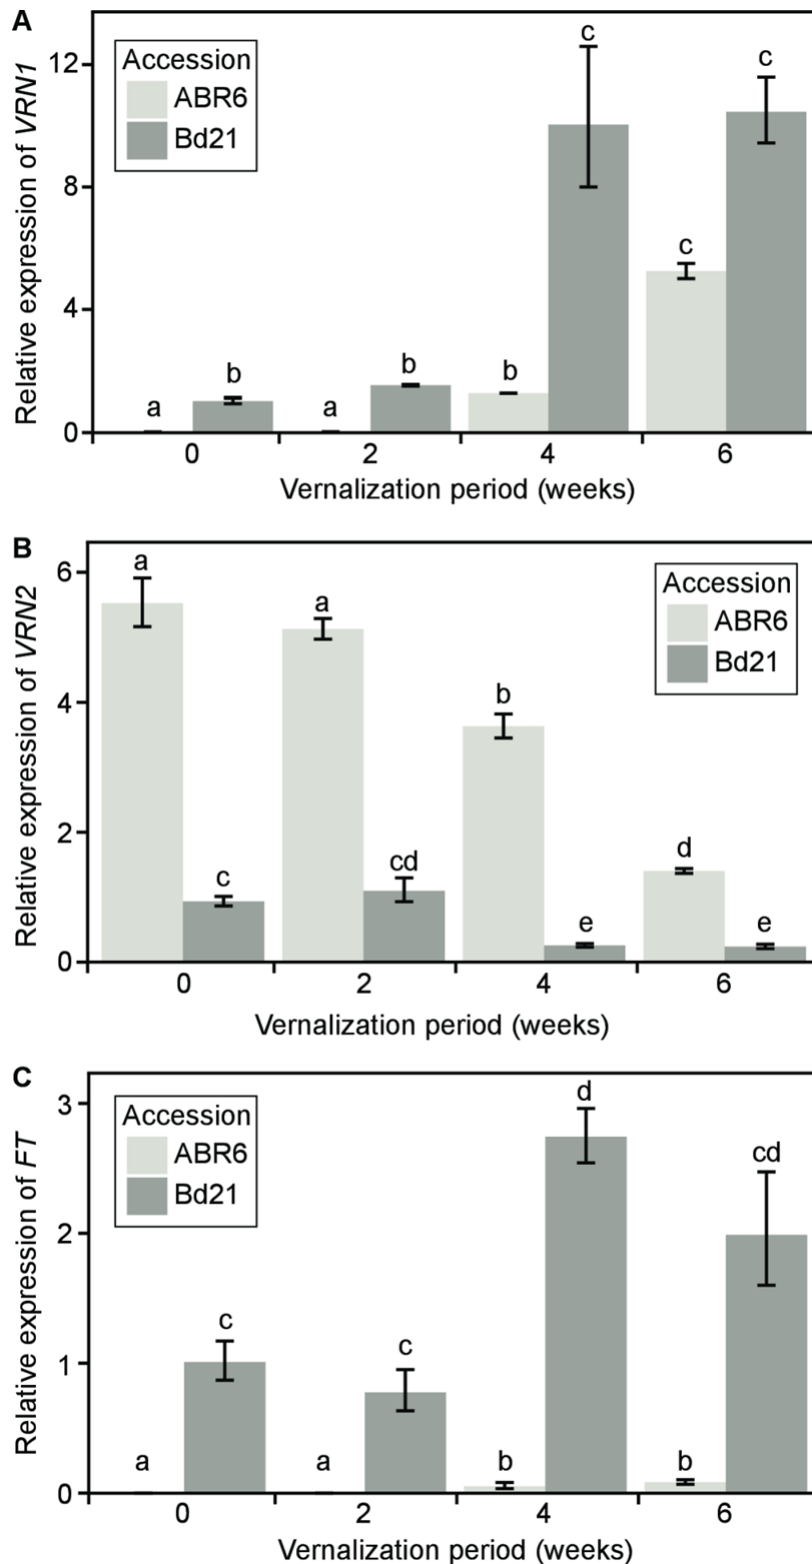 A
Relative expression of VRN1
12
8
4
0
Accession
ABR6
Bd21
a
b
a
b
b
c
c
c
0
2
4
6
Vernalization period (weeks)
B
Relative expression of VRN2
6
4
2
0
Accession
ABR6
Bd21
a
c
a
cd
b
e
d
e
0
2
4
6
Vernalization period (weeks)
C
Relative expression of FT
3
2
1
0
Accession
ABR6
Bd21
a
c
a
c
b
d
b
cd
0
2
4
6
Vernalization period (weeks)